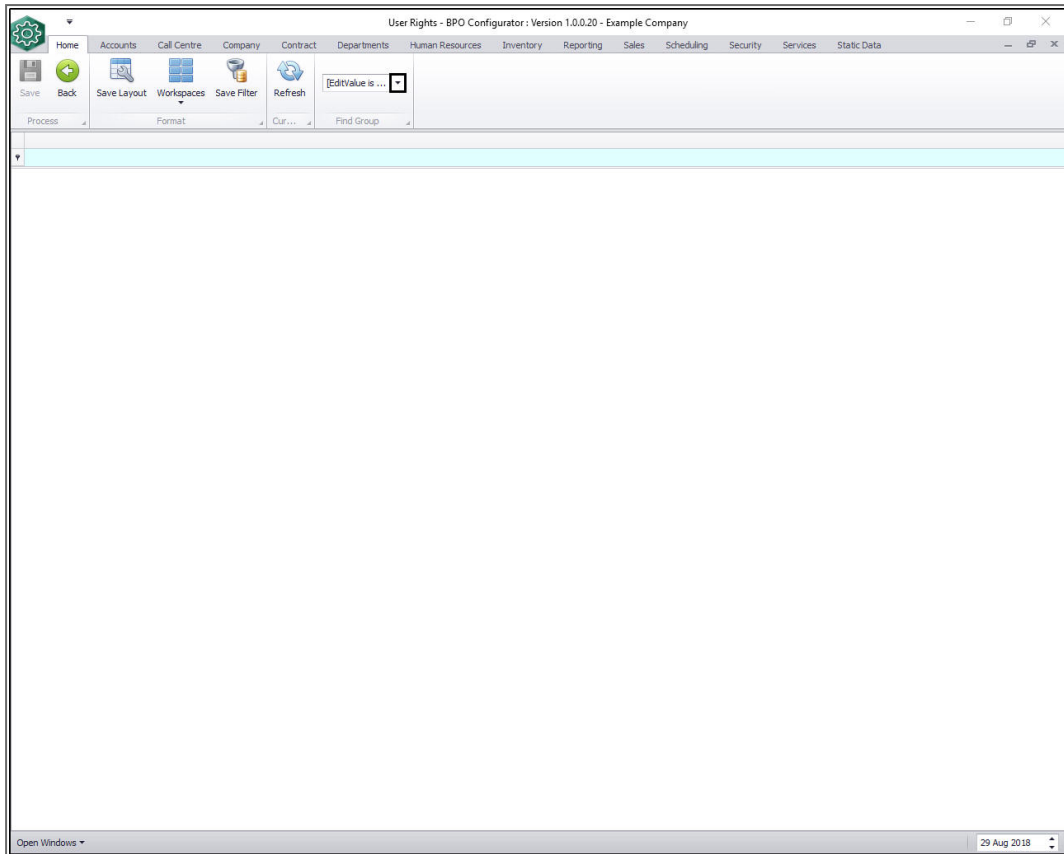 User Rights - BPO Configurator : Version 1.0.0.20 - Example Company
Home Accounts Call Centre Company Contract Departments Human Resources Inventory Reporting Sales Scheduling Security Services Static Data
Save Back Save Layout Workspaces Save Filter Refresh [EditValue is ...
Process Format Cur... Find Group
Open Windows 29 Aug 2018